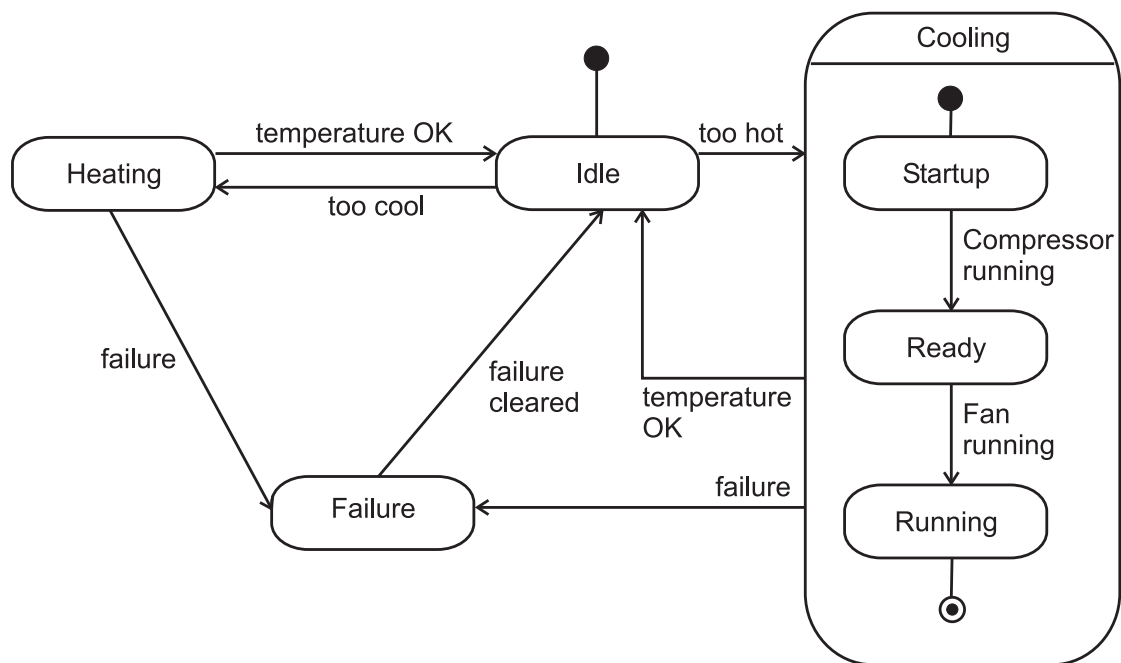 Cooling
temperature OK
too hot
Heating
Idle
Startup
too cool
Compressor
running
Ready
failure
failure
cleared
temperature
OK
Fan
running
failure
Failure
Running